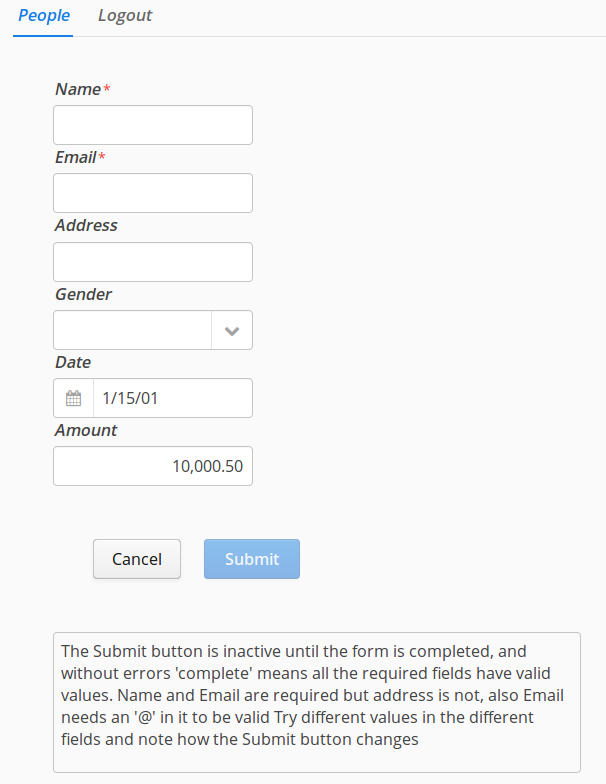 People Logout
Name*
Email*
Address
Gender
Date
1/15/01
Amount
10,000.50
Cancel Submit
The Submit button is inactive until the form is completed, and
without errors 'complete' means all the required fields have valid
values. Name and Email are required but address is not, also Email
needs an '@' in it to be valid Try different values in the different
fields and note how the Submit button changes